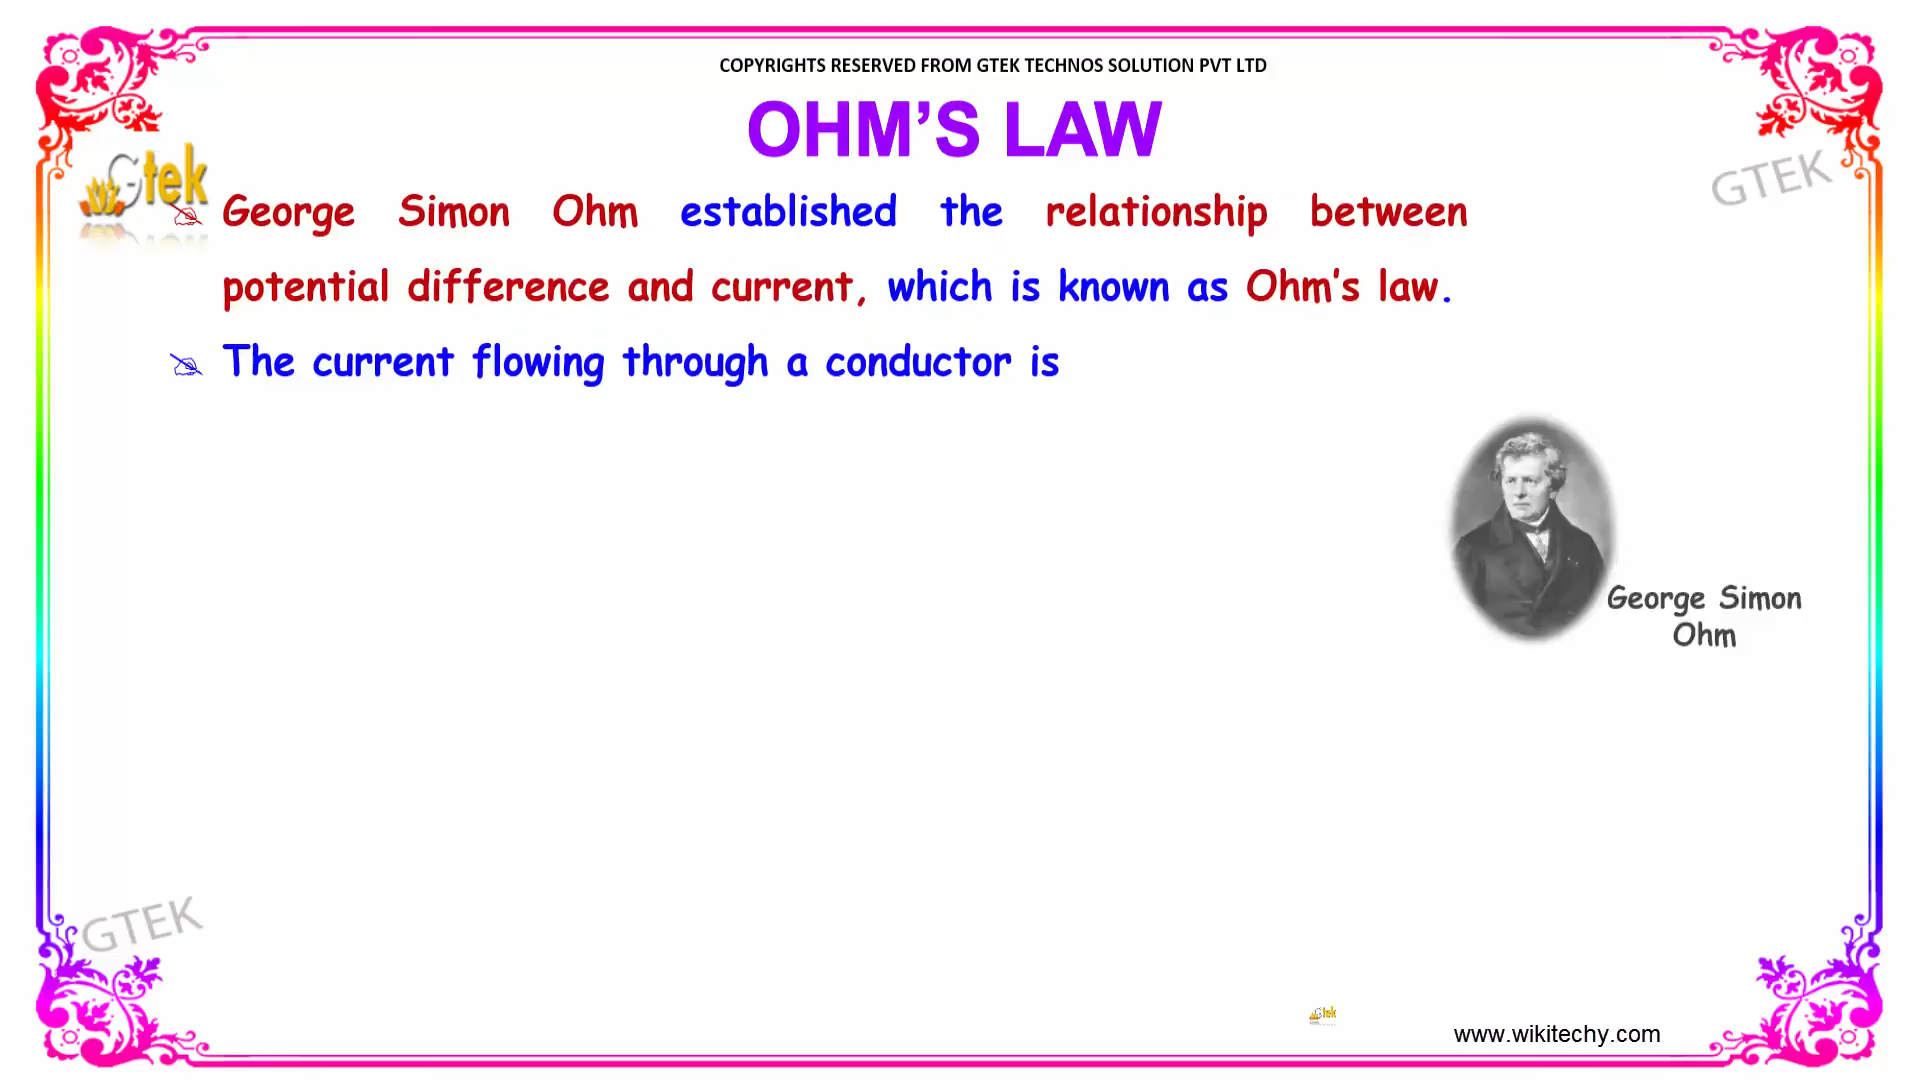 COPYRIGHTS RESERVED FROM GTEK TECHNOS SOLUTION PVT LTD
OHM’S LAW
Gtek
GTEK
George Simon Ohm established the relationship between
potential difference and current, which is known as Ohm's law.
The current flowing through a conductor is
George Simon
Ohm
GTEK
Gtek
www.wikitechy.com